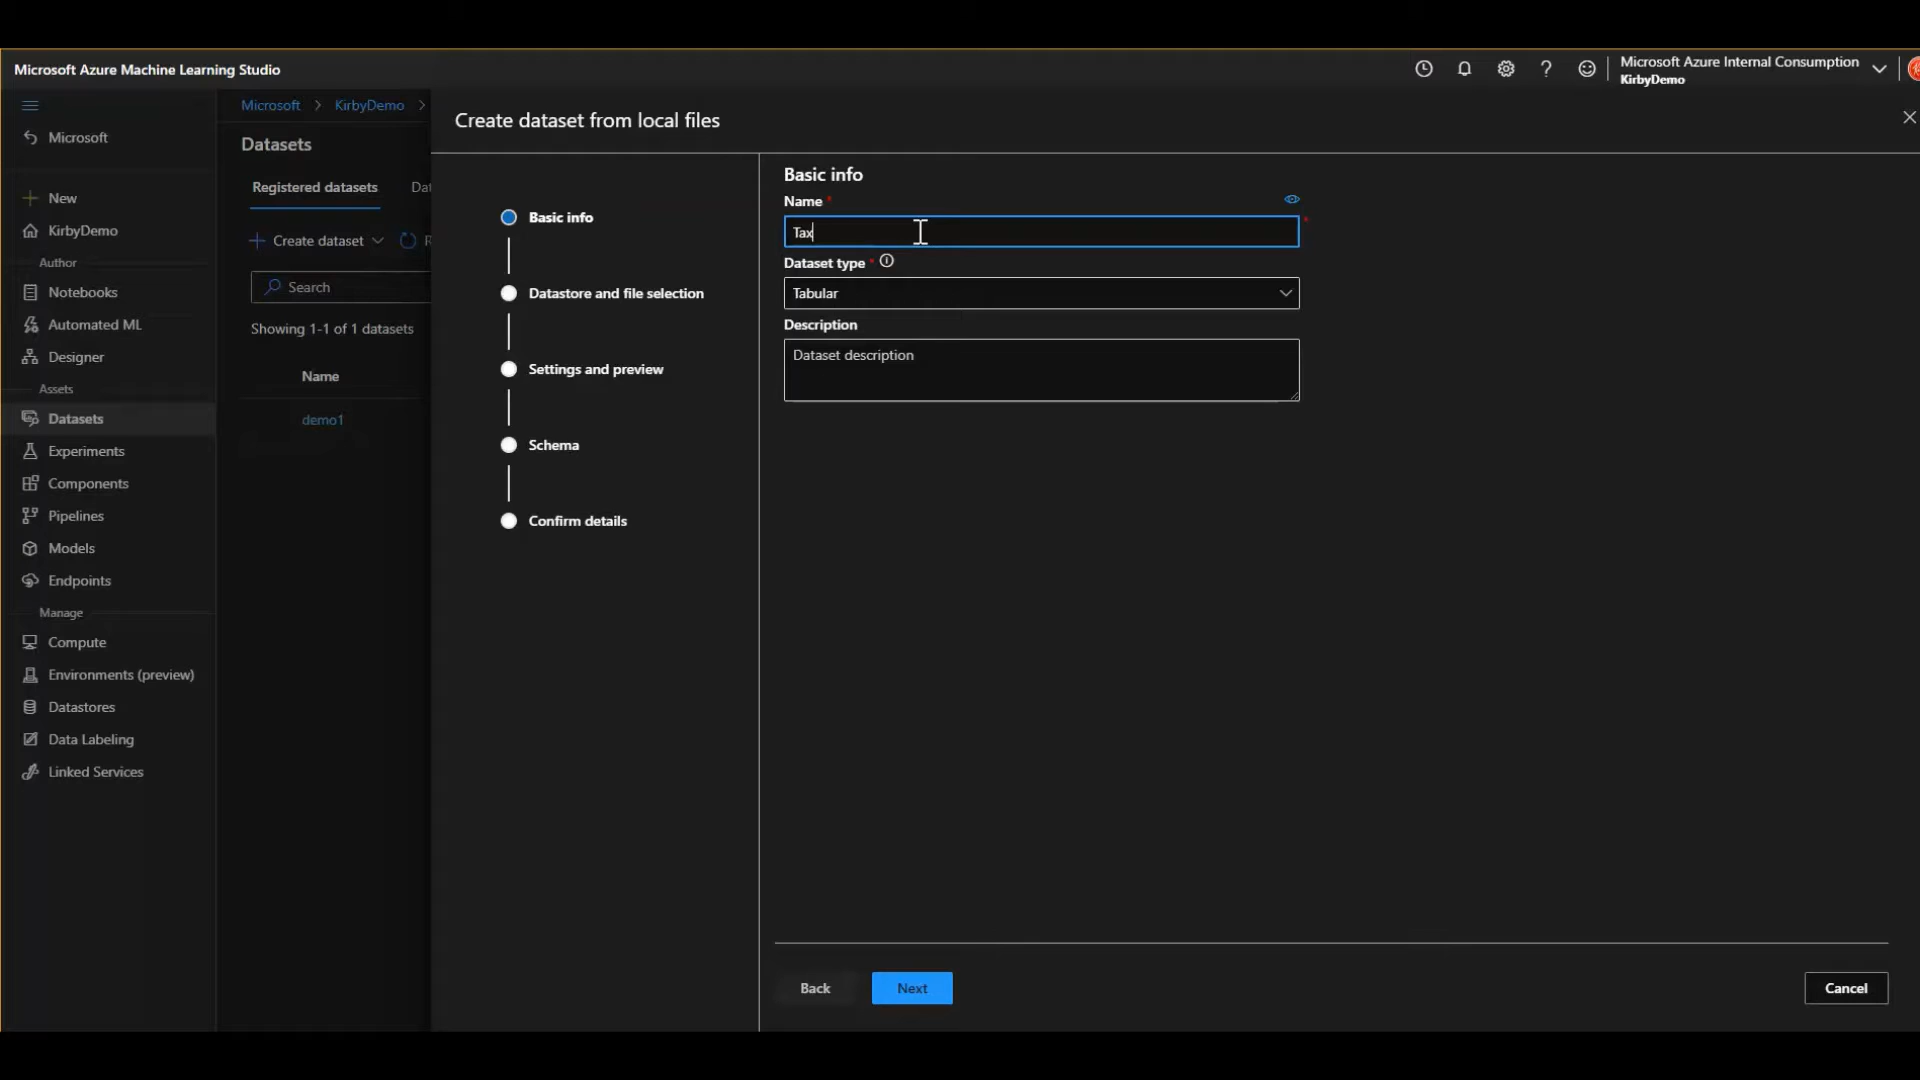 Microsoft Azure Machine Learning Studio
Microsoft Azure Internal Consumption
KirbyDemo
Microsoft > KirbyDemo >
Microsoft
New
KirbyDemo
Author
Notebooks
Automated ML
Designer
Assets
Datasets
Experiments
Components
Pipelines
Models
Endpoints
Manage
Compute
Environments (preview)
Datastores
Data Labeling
Linked Services
Datasets
Registered datasets Dat
Create dataset R
Search
Showing 1-1 of 1 datasets
Name
demo1
Create dataset from local files
Basic info
Datastore and file selection
Settings and preview
Schema
Confirm details
Basic info
Name *
Tax
Dataset type *
Tabular
Description
Dataset description
Back Next Cancel